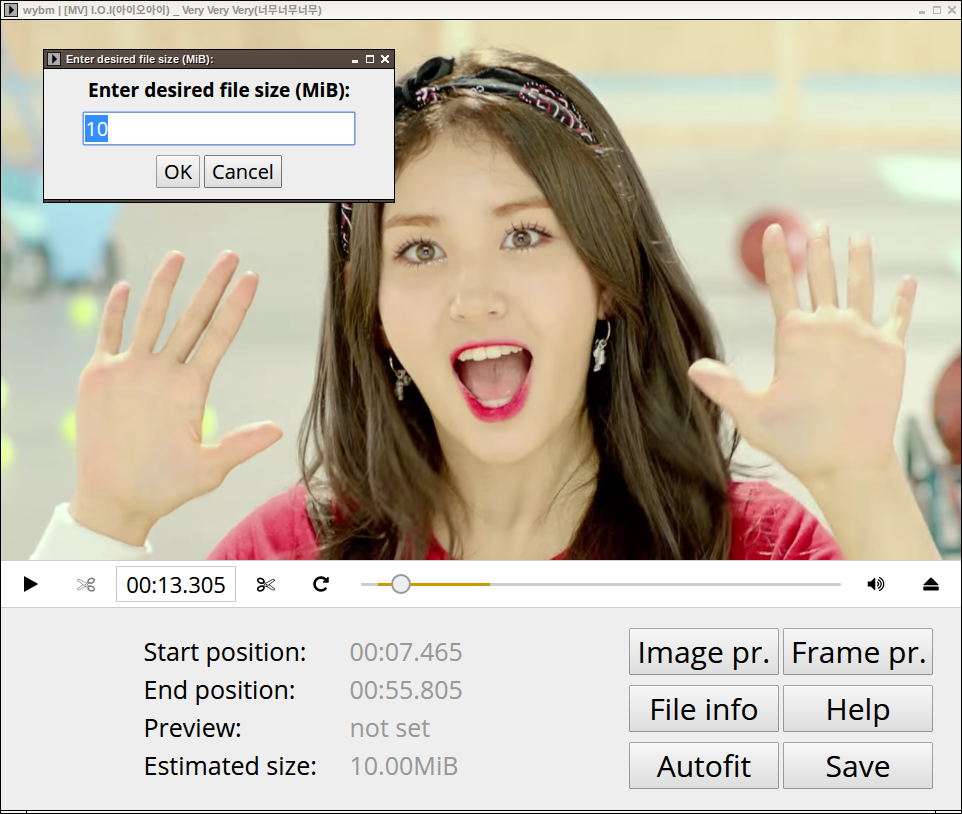 wybm | [MV] I.O.I(아이오아이) _ Very Very Very(너무너무너무)
Enter desired file size (MiB):
Enter desired file size (MiB):
10
OK Cancel
00:13.305
Start position: 00:07.465
End position: 00:55.805
Preview: not set
Estimated size: 10.00MiB
Image pr. Frame pr.
File info Help
Autofit Save